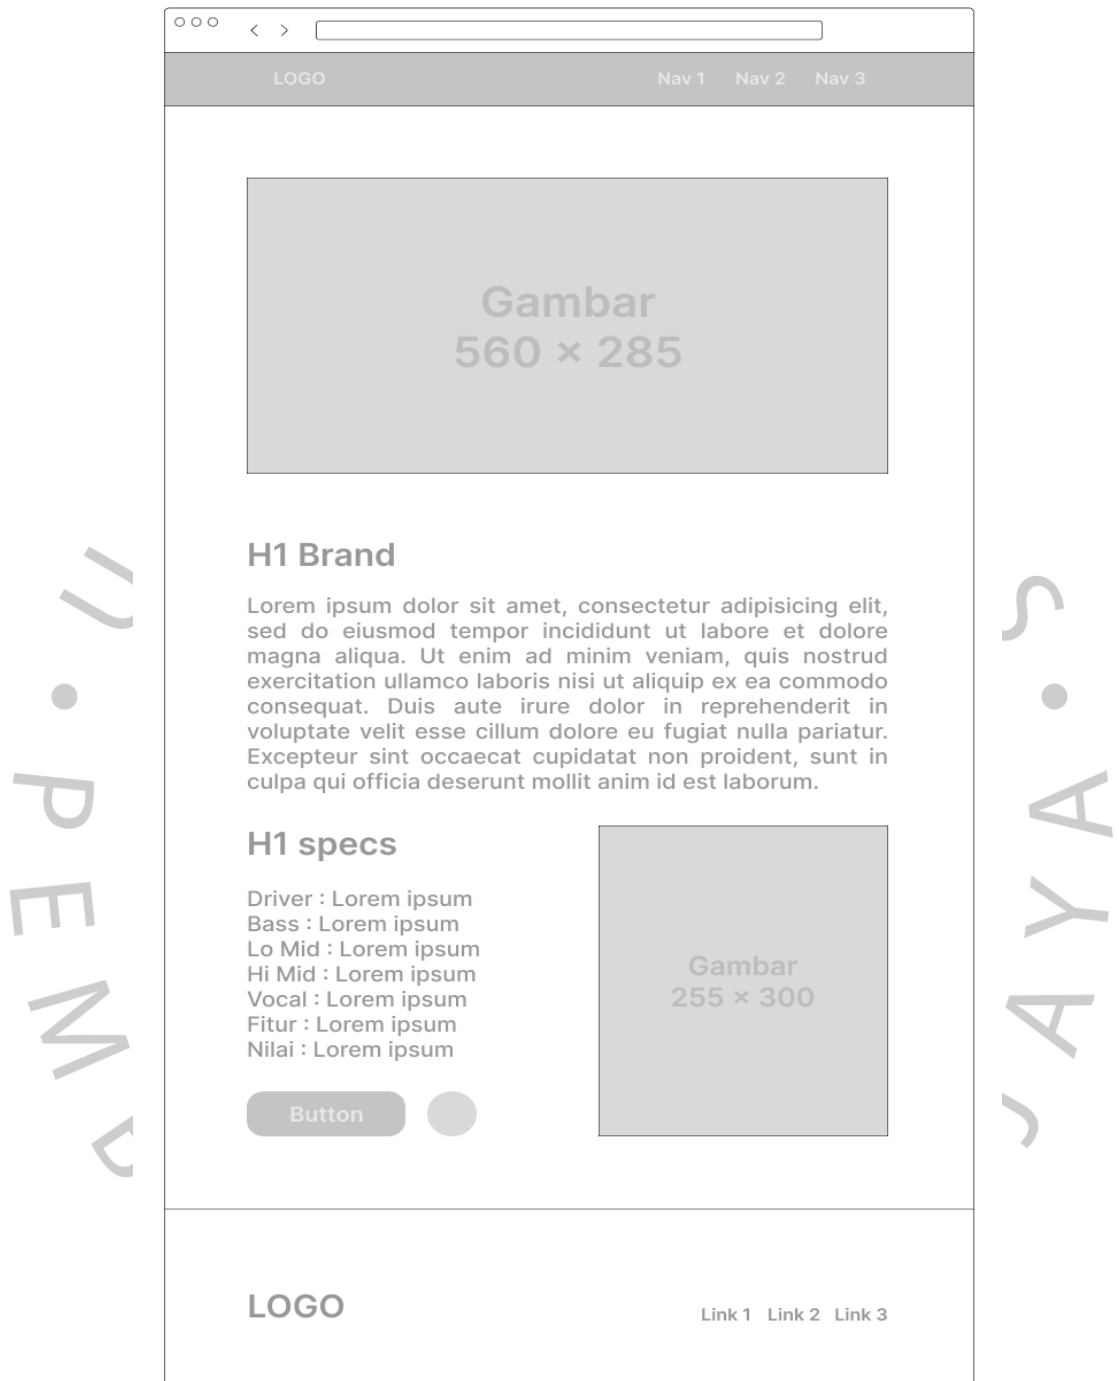 LOGO Nav 1 Nav 2 Nav 3
Gambar
560 × 285
H1 Brand
Lorem ipsum dolor sit amet, consectetur adipisicing elit,
sed do eiusmod tempor incididunt ut labore et dolore
magna aliqua. Ut enim ad minim veniam, quis nostrud
exercitation ullamco laboris nisi ut aliquip ex ea commodo
consequat. Duis aute irure dolor in reprehenderit in
voluptate velit esse cillum dolore eu fugiat nulla pariatur.
Excepteur sint occaecat cupidatat non proident, sunt in
culpa qui officia deserunt mollit anim id est laborum.
H1 specs
Driver : Lorem ipsum
Bass : Lorem ipsum
Lo Mid : Lorem ipsum
Hi Mid : Lorem ipsum
Vocal : Lorem ipsum
Fitur : Lorem ipsum
Nilai : Lorem ipsum
Button
Gambar
255 × 300
LOGO
Link 1 Link 2 Link 3
JAYA